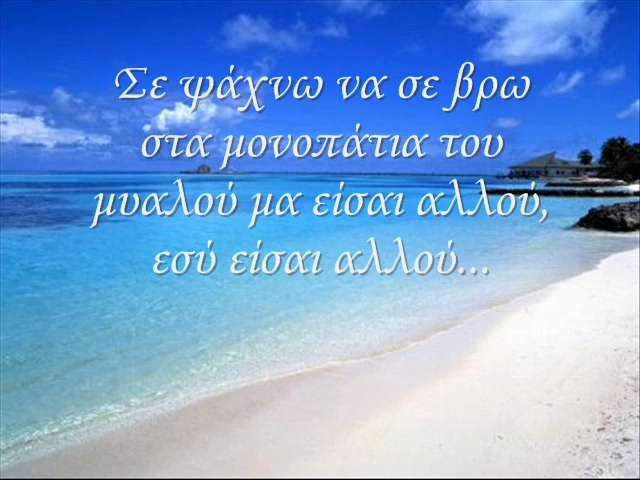 Σε ψάχνω να σε βρω
στα μονοπάτια του
μυαλού μα είσαι αλλού,
εσύ είσαι αλλού...